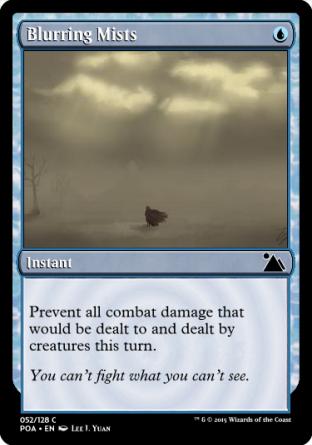 Blurring Mists
Instant
Prevent all combat damage that
would be dealt to and dealt by
creatures this turn.
You can't fight what you can't see.
052/128 C
POA • EN Lee J. Yuan
™ & © 2015 Wizards of the Coast